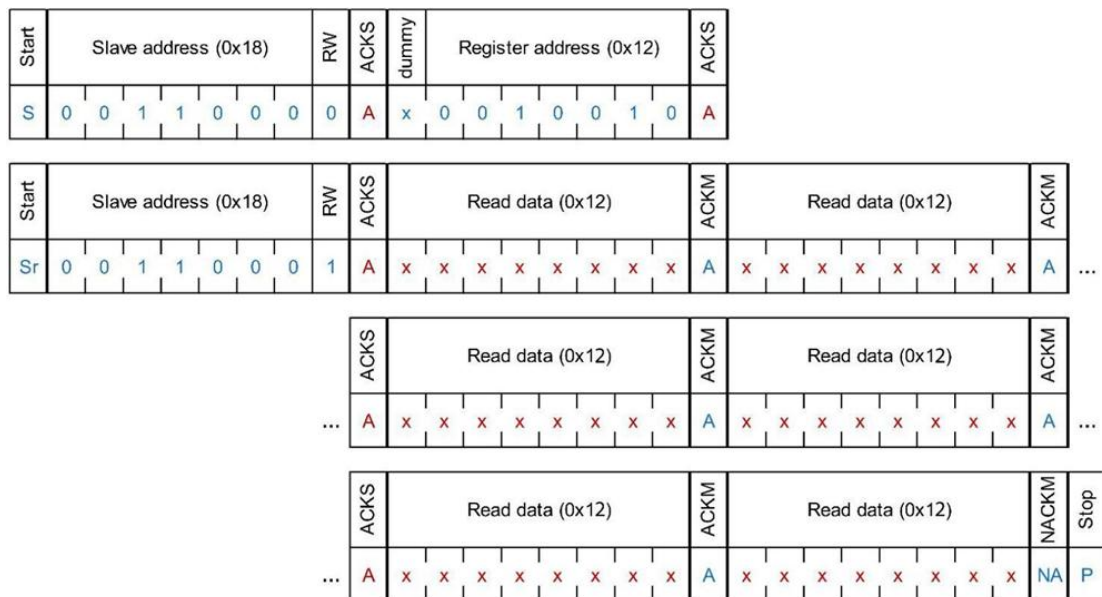 Start Slave address (0x18) RW ACKS dummy Register address (0x12) ACKS
S 0 0 1 1 0 0 0 0 A x 0 0 1 0 0 1 0 A
Start Slave address (0x18) RW ACKS Read data (0x12) ACKM Read data (0x12) ACKM
Sr 0 0 1 1 0 0 0 1 A x x x x x x x x A x x x x x x x x A ...
ACKS Read data (0x12) ACKM Read data (0x12) ACKM
... A x x x x x x x x A x x x x x x x x A ...
ACKS Read data (0x12) ACKM Read data (0x12) NACKM Stop
... A x x x x x x x x A x x x x x x x x NA P